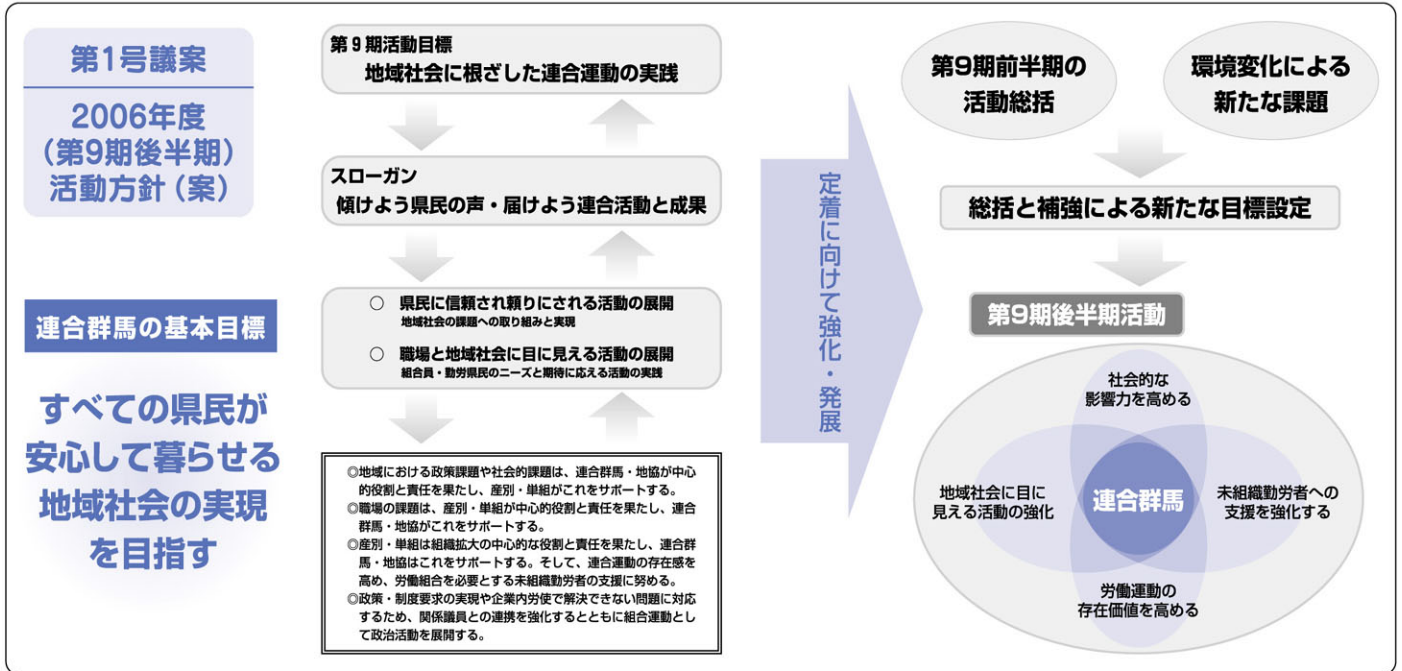 第1号議案
2006年度
（第9期後半期）
活動方針（案）
連合群馬の基本目標
すべての県民が
安心して暮らせる
地域社会の実現
を目指す
第９期活動目標
地域社会に根ざした連合運動の実践
スローガン
傾けよう県民の声・届けよう連合活動と成果
○ 県民に信頼され頼りにされる活動の展開
地域社会の課題への取り組みと実現
○ 職場と地域社会に目に見える活動の展開
組合員・勤労県民のニーズと期待に応える活動の実践
◎地域における政策課題や社会的課題は、連合群馬・地協が中心
的役割と責任を果たし、産別・単組がこれをサポートする。
◎職場の課題は、産別・単組が中心的役割と責任を果たし、連合
群馬・地協がこれをサポートする。
◎産別・単組は組織拡大の中心的な役割と責任を果たし、連合群
馬・地協はこれをサポートする。そして、連合運動の存在感を
高め、労働組合を必要とする未組織勤労者の支援に努める。
◎政策・制度要求の実現や企業内労使で解決できない問題に対応
するため、関係議員との連携を強化するとともに組合運動とし
て政治活動を展開する。
定着に向けて強化・発展
第9期前半期の
活動総括
環境変化による
新たな課題
総括と補強による新たな目標設定
第9期後半期活動
社会的な
影響力を高める
地域社会に目に
見える活動の強化
連合群馬
未組織勤労者への
支援を強化する
労働運動の
存在価値を高める